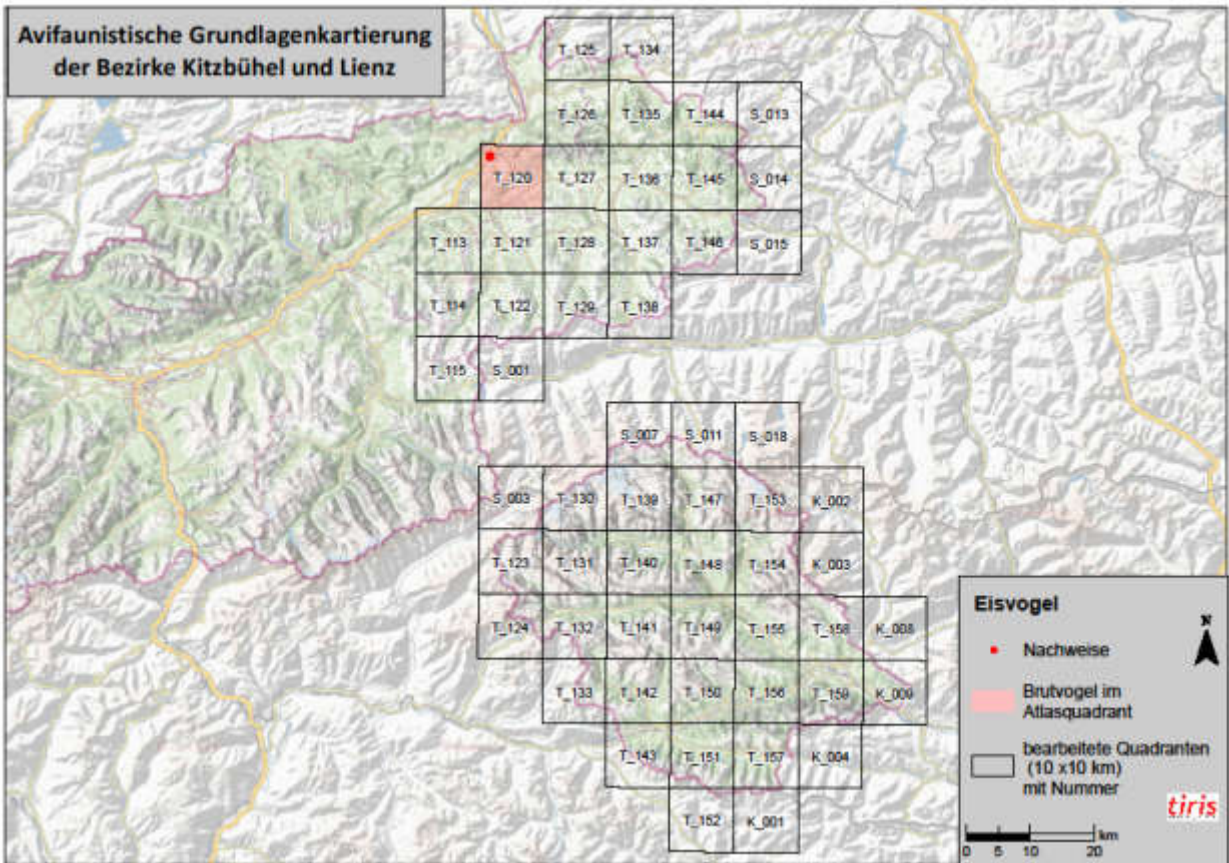 Avifaunistische Grundlagenkartierung
der Bezirke Kitzbühel und Lienz
T_125 T_134
T_126 T_135 T_144 S_013
T_120 T_127 T_136 T_145 S_014
T_113 T_121 T_128 T_137 T_146 S_015
T_114 T_122 T_129 T_138
T_115 S_001
S_007 S_011 S_018
S_003 T_130 T_139 T_147 T_153 K_002
T_123 T_131 T_140 T_148 T_154 K_003
T_124 T_132 T_141 T_149 T_155 T_158 K_008
T_133 T_142 T_150 T_156 T_159 K_009
T_143 T_151 T_157 K_004
T_152 K_001
Eisvogel
N
Nachweise
Brutvogel im
Atlasquadrant
bearbeitete Quadranten
(10 x10 km)
mit Nummer
tiris
km
0 5 10 20